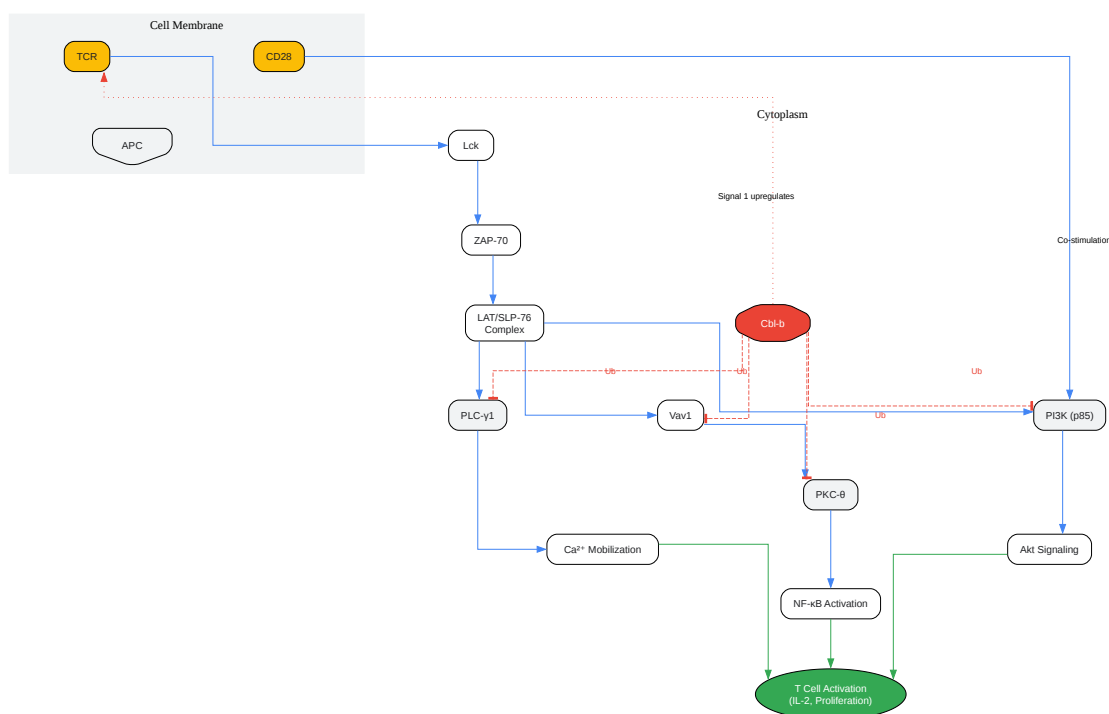 Cell Membrane
TCR
CD28
Cytoplasm
APC
Lck
Signal 1 upregulates
ZAP-70
Co-stimulation
LAT/SLP-76
Complex
Cbl-b
Ub
Ub
Ub
PLC-γ1
Vav1
Ub
PI3K (p85)
PKC-θ
Ca²⁺ Mobilization
Akt Signaling
NF-κB Activation
T Cell Activation
(IL-2, Proliferation)